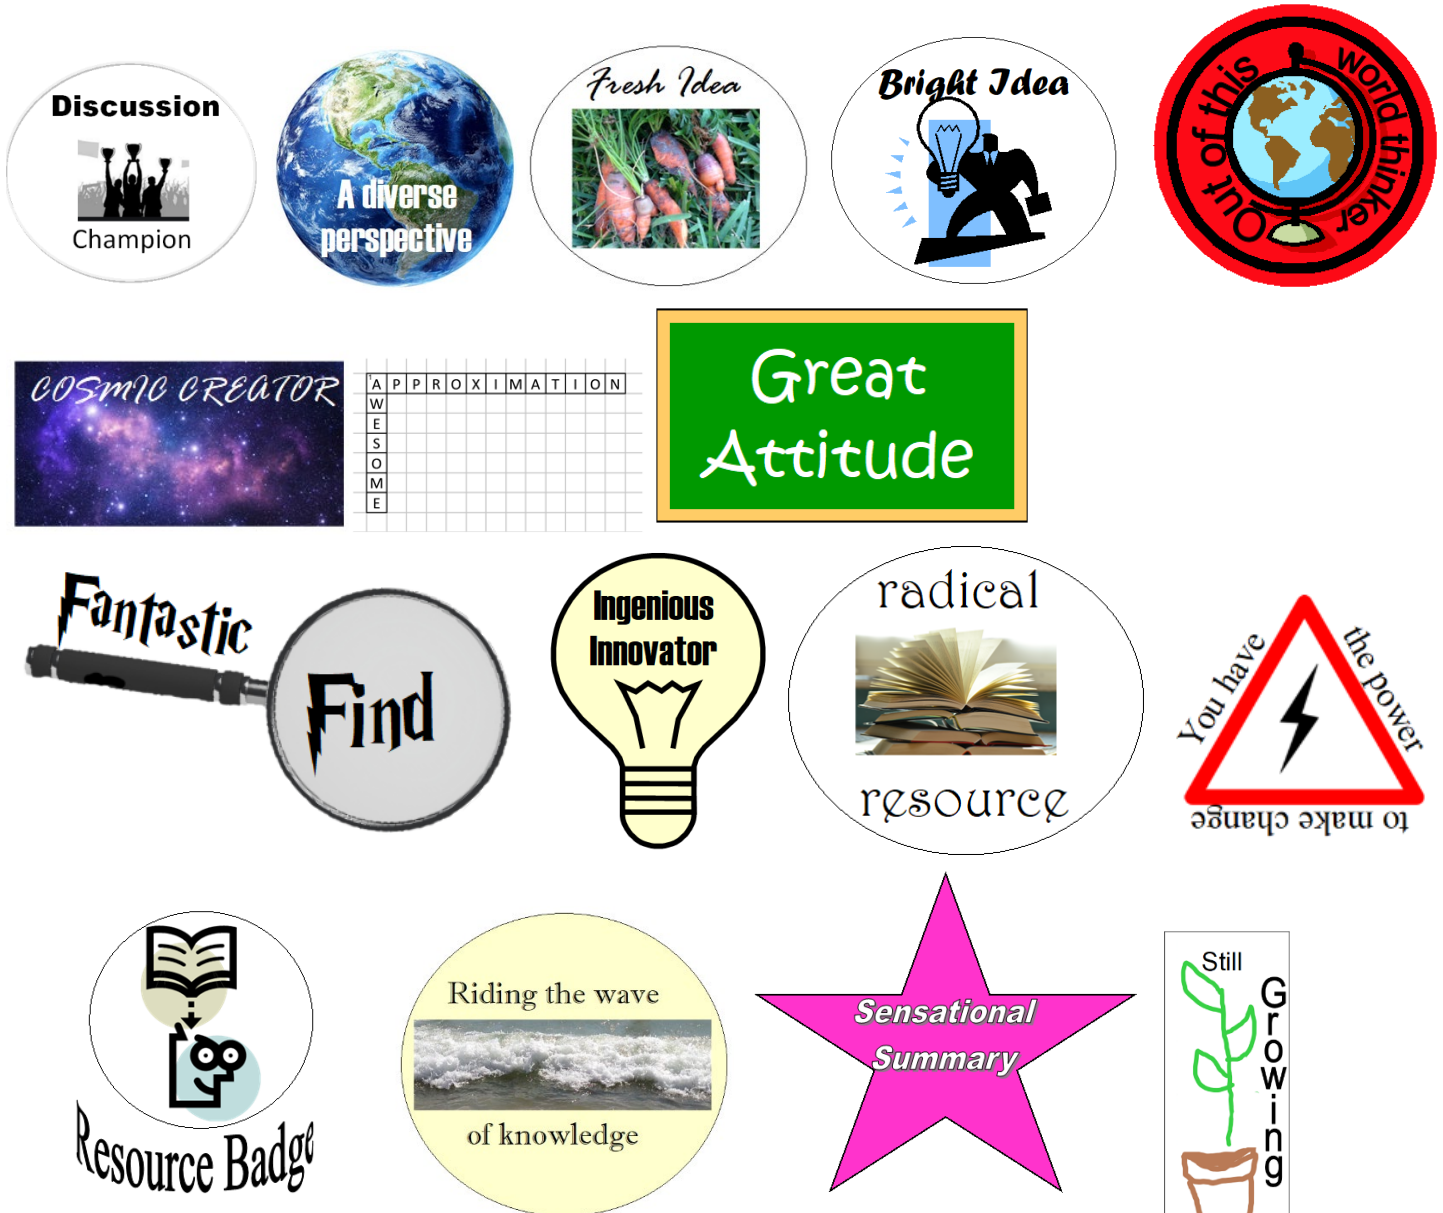 Discussion
Champion
A diverse
perspective
Fresh Idea
Bright Idea
Out of this
world thinker
COSMIC CREATOR
1
APPROXIMATION
AWESOME
Great
Attitude
Fantastic
Find
Ingenious
Innovator
radical
resource
You have
the power
to make change
Resource Badge
Riding the wave
of knowledge
Sensational
Summary
Still
Growing